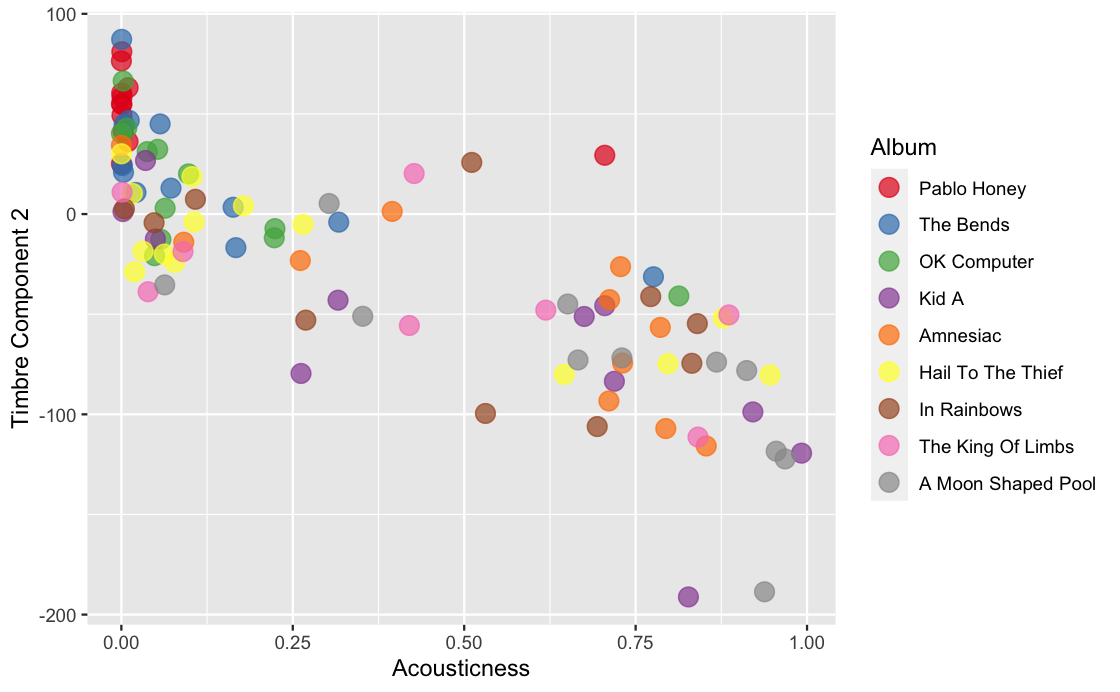 100
0
-100
-200
Timbre Component 2
0.00 0.25 0.50 0.75 1.00
Acousticness
Album
Pablo Honey
The Bends
OK Computer
Kid A
Amnesiac
Hail To The Thief
In Rainbows
The King Of Limbs
A Moon Shaped Pool